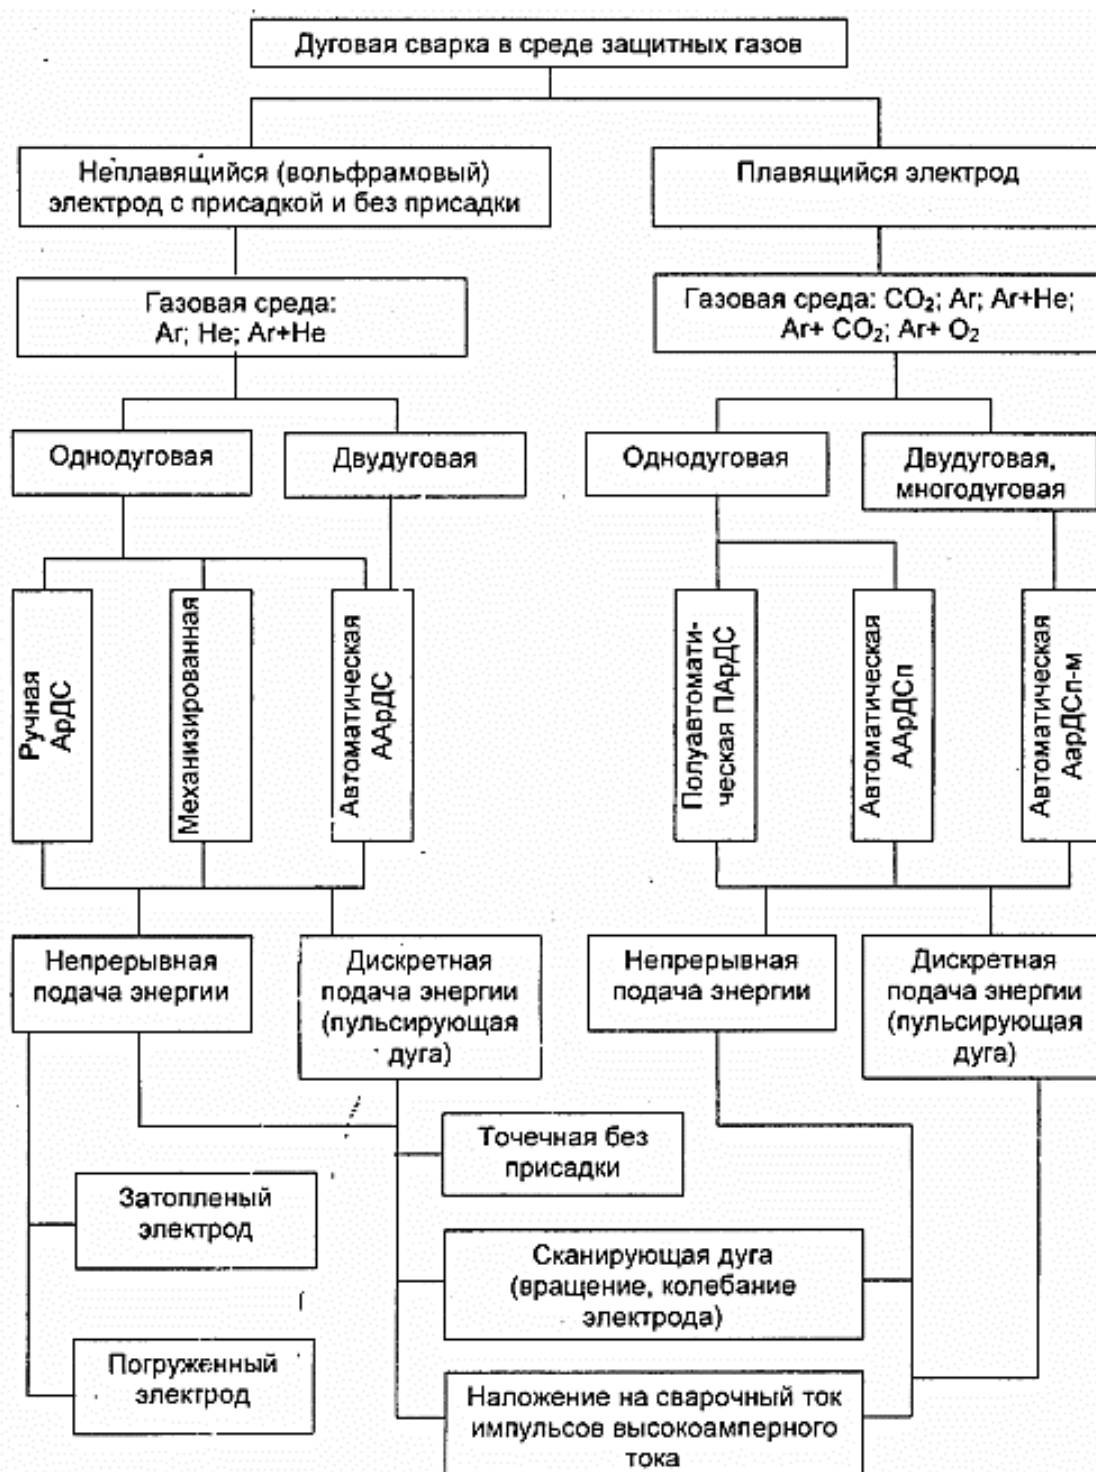 Дуговая сварка в среде защитных газов
Неплавящийся (вольфрамовый)
электрод с присадкой и без присадки
Плавящийся электрод
Газовая среда:
Ar; He; Ar+He
Газовая среда: CO₂; Ar; Ar+He;
Ar+ CO₂; Ar+ O₂
Однодуговая
Двудуговая
Однодуговая
Двудуговая,
многодуговая
Ручная
АрДС
Механизированная
Автоматическая
ААрДС
Полуавтомати-
ческая ПАрДС
Автоматическая
ААрДСп
Автоматическая
АарДСп-м
Непрерывная
подача энергии
Дискретная
подача энергии
(пульсирующая
дуга)
Непрерывная
подача энергии
Дискретная
подача энергии
(пульсирующая
дуга)
Точечная без
присадки
Затопленый
электрод
Сканирующая дуга
(вращение, колебание
электрода)
Погруженный
электрод
Наложение на сварочный ток
импульсов высокоамперного
тока